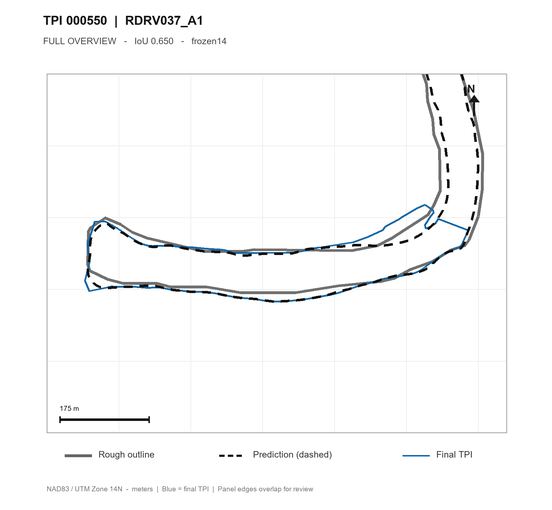 TPI 000550 | RDRV037_A1
FULL OVERVIEW - IoU 0.650 - frozen14
N
175 m
Rough outline
Prediction (dashed)
Final TPI
NAD83 / UTM Zone 14N - meters | Blue = final TPI | Panel edges overlap for review